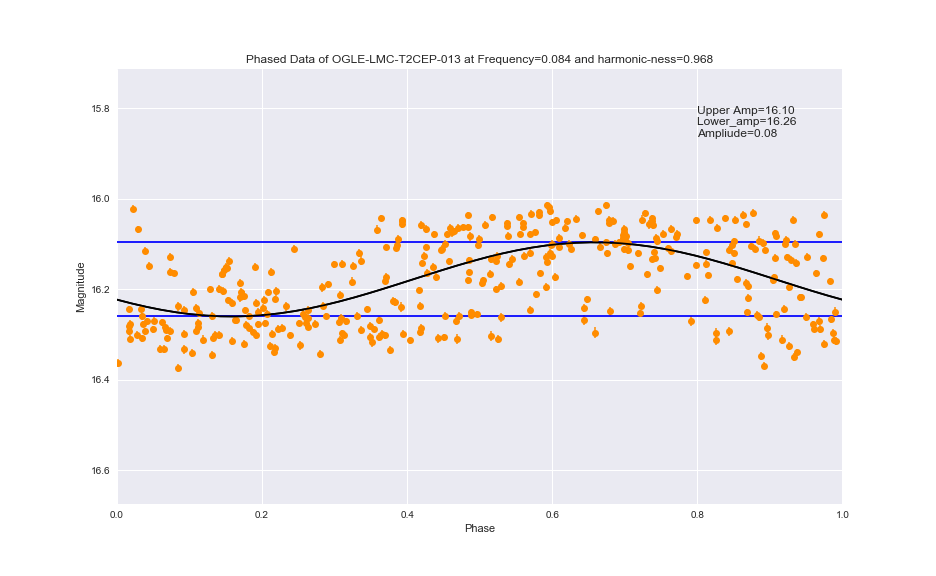 Phased Data of OGLE-LMC-T2CEP-013 at Frequency=0.084 and harmonic-ness=0.968
Upper Amp=16.10
Lower_amp=16.26
Ampliude=0.08
15.8
16.0
16.2
16.4
16.6
Magnitude
0.0
0.2
0.4
0.6
0.8
1.0
Phase